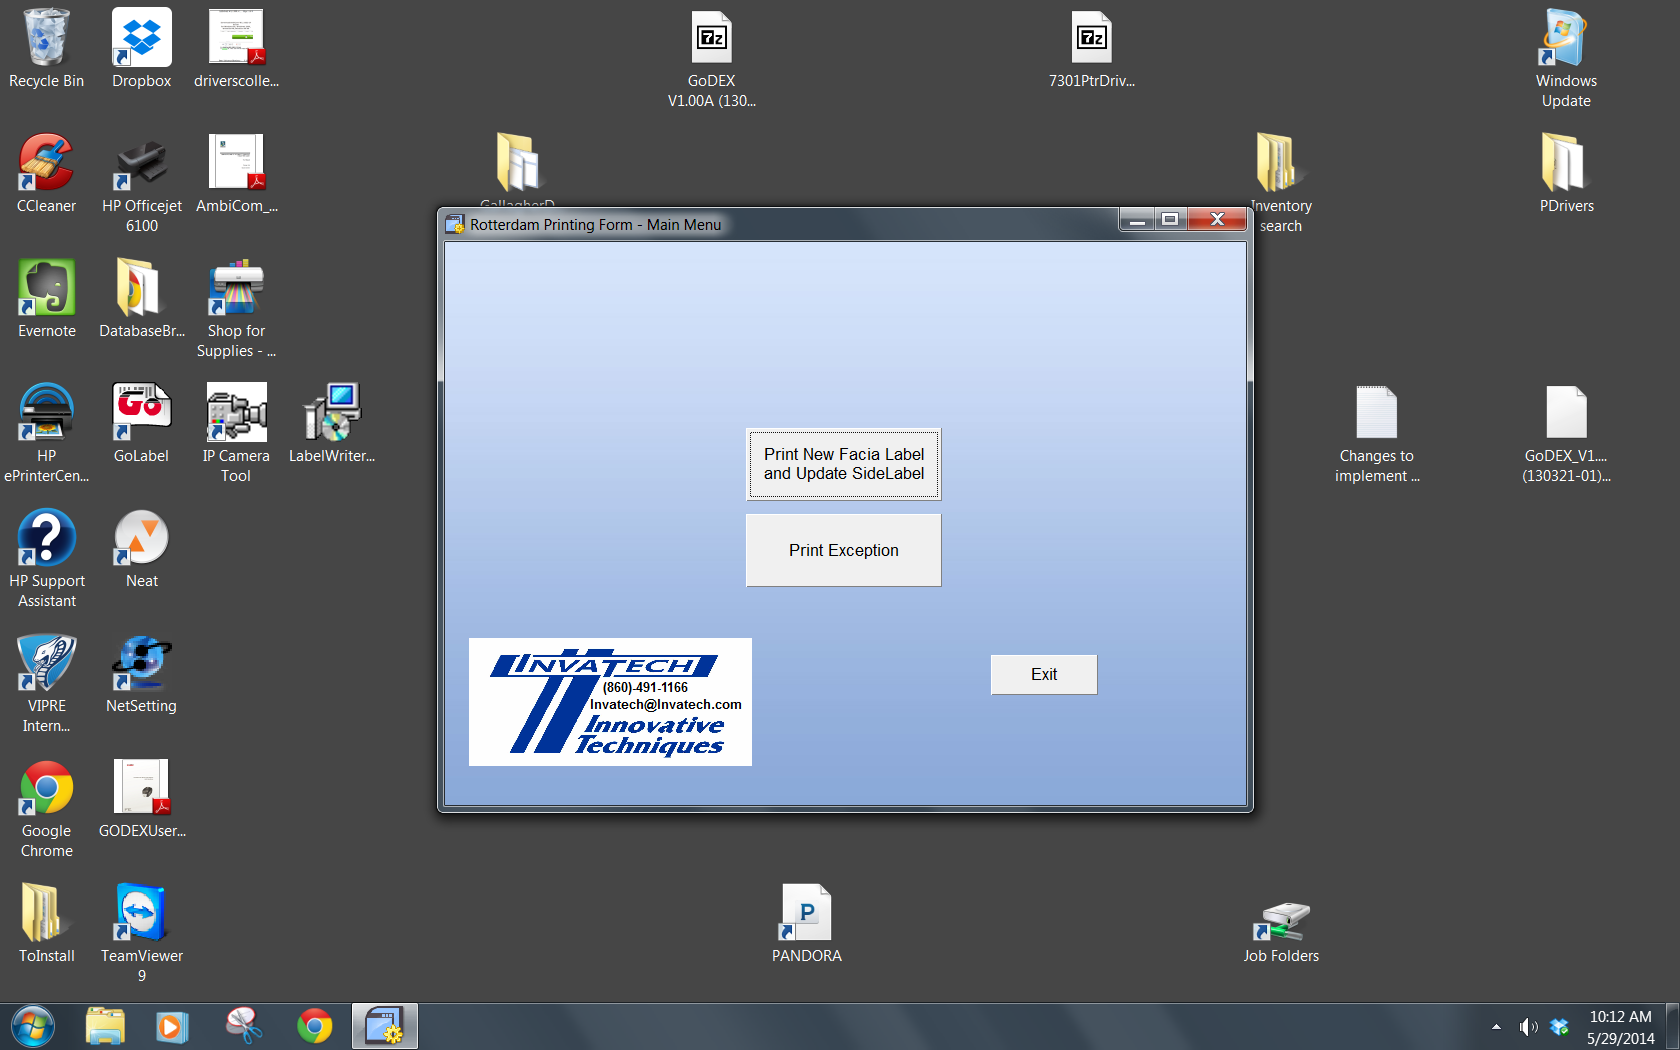 Recycle Bin
Dropbox
driverscolle...
GoDEX
V1.00A (130...
7301PtrDriv...
Windows
Update
CCleaner
HP Officejet
6100
AmbiCom_...
GallagherD
Inventory
search
PDrivers
Rotterdam Printing Form - Main Menu
Evernote
DatabaseBr...
Shop for
Supplies - ...
HP
ePrinterCen...
GoLabel
IP Camera
Tool
LabelWriter...
Changes to
implement ...
GoDEX_V1....
(130321-01)...
Print New Facia Label
and Update SideLabel
Print Exception
HP Support
Assistant
Neat
INVATECH
(860)-491-1166
Invatech@Invatech.com
Innovative
Techniques
Exit
VIPRE
Intern...
NetSetting
Google
Chrome
GODEXUser...
ToInstall
TeamViewer
9
PANDORA
Job Folders
10:12 AM
5/29/2014